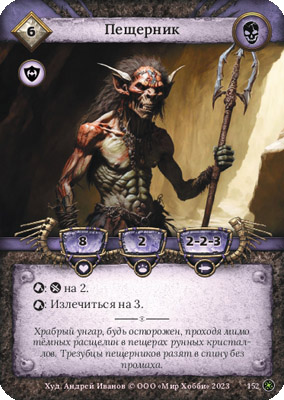 6
Пещерник
8
2
2-2-3
: на 2.
: Излечиться на 3.
Храбрый унгар, будь осторожен, проходя мимо
тёмных расщелин в пещерах рунных кристал-
лов. Трезубцы пещерников разят в спину без
промаха.
Худ: Андрей Иванов © ООО «Мир Хобби» 2023
152